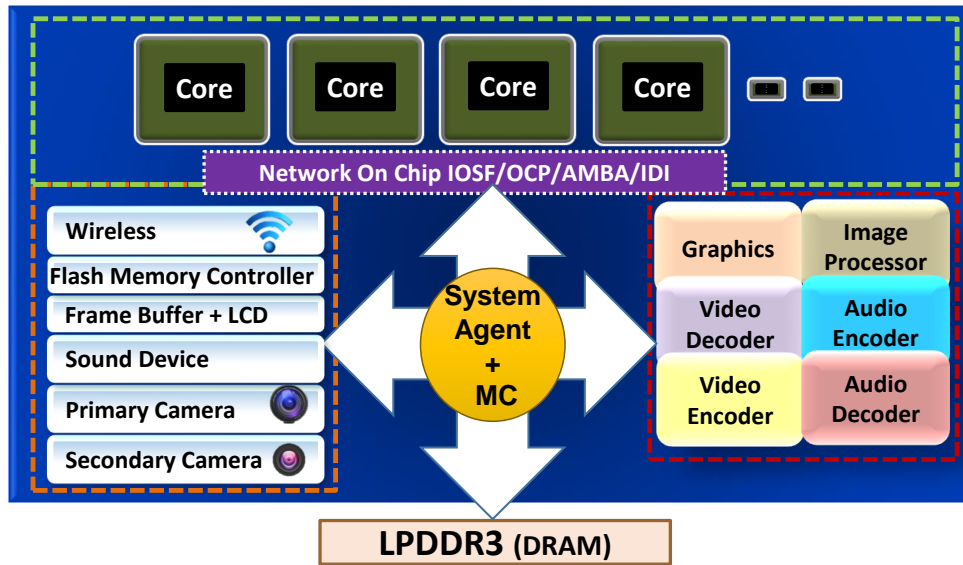 Core
Core
Core
Core
Network On Chip IOSF/OCP/AMBA/IDI
Wireless
Flash Memory Controller
Frame Buffer + LCD
Sound Device
Primary Camera
Secondary Camera
System
Agent
+
MC
Graphics
Image
Processor
Video
Decoder
Audio
Encoder
Video
Encoder
Audio
Decoder
LPDDR3 (DRAM)